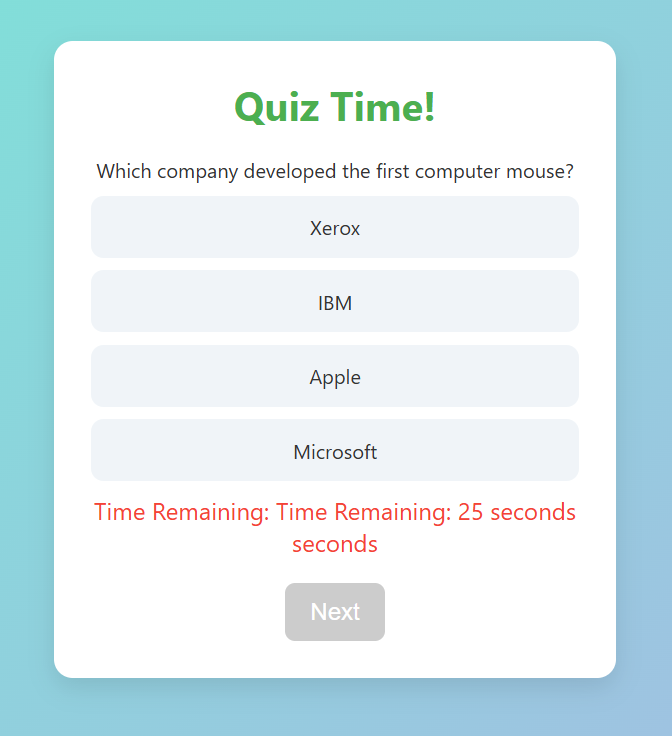 Quiz Time!
Which company developed the first computer mouse?
Xerox
IBM
Apple
Microsoft
Time Remaining: Time Remaining: 25 seconds
seconds
Next